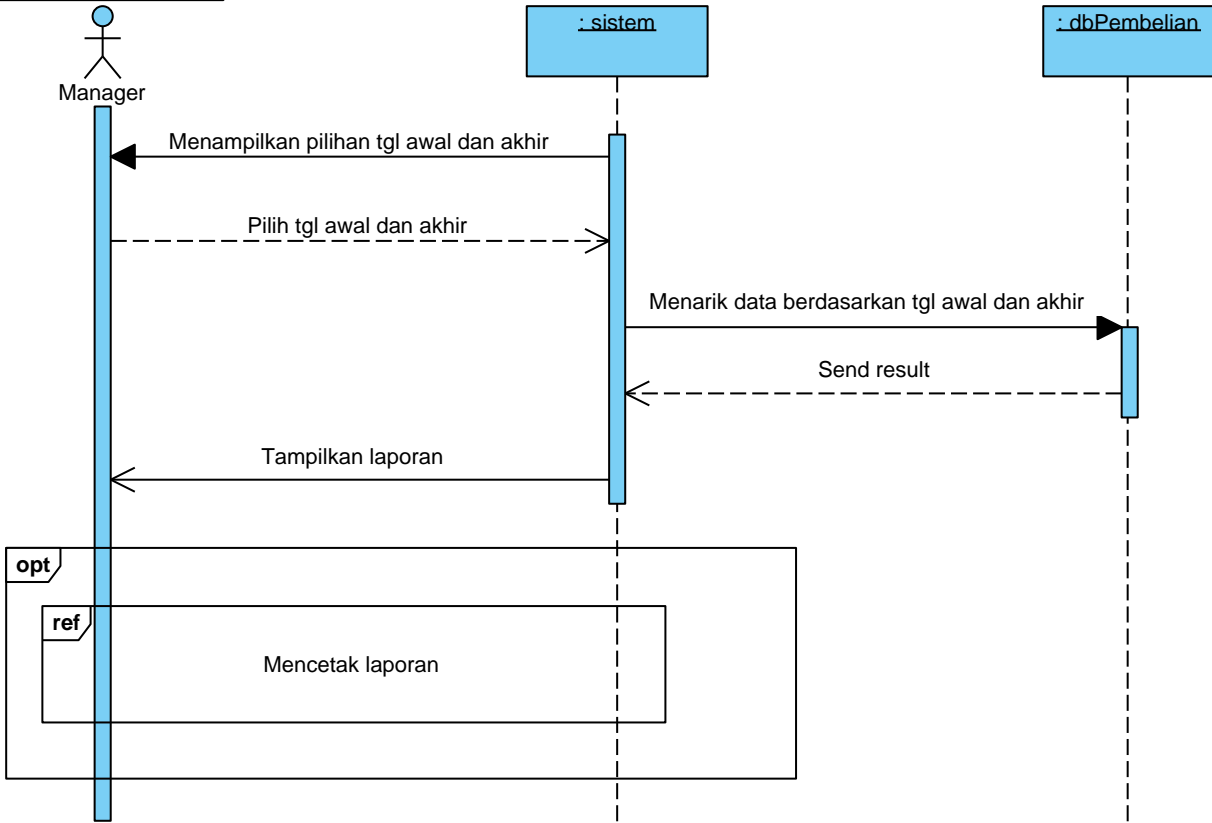 : sistem
: dbPembelian
Manager
Menampilkan pilihan tgl awal dan akhir
Pilih tgl awal dan akhir
Menarik data berdasarkan tgl awal dan akhir
Send result
Tampilkan laporan
opt
ref
Mencetak laporan